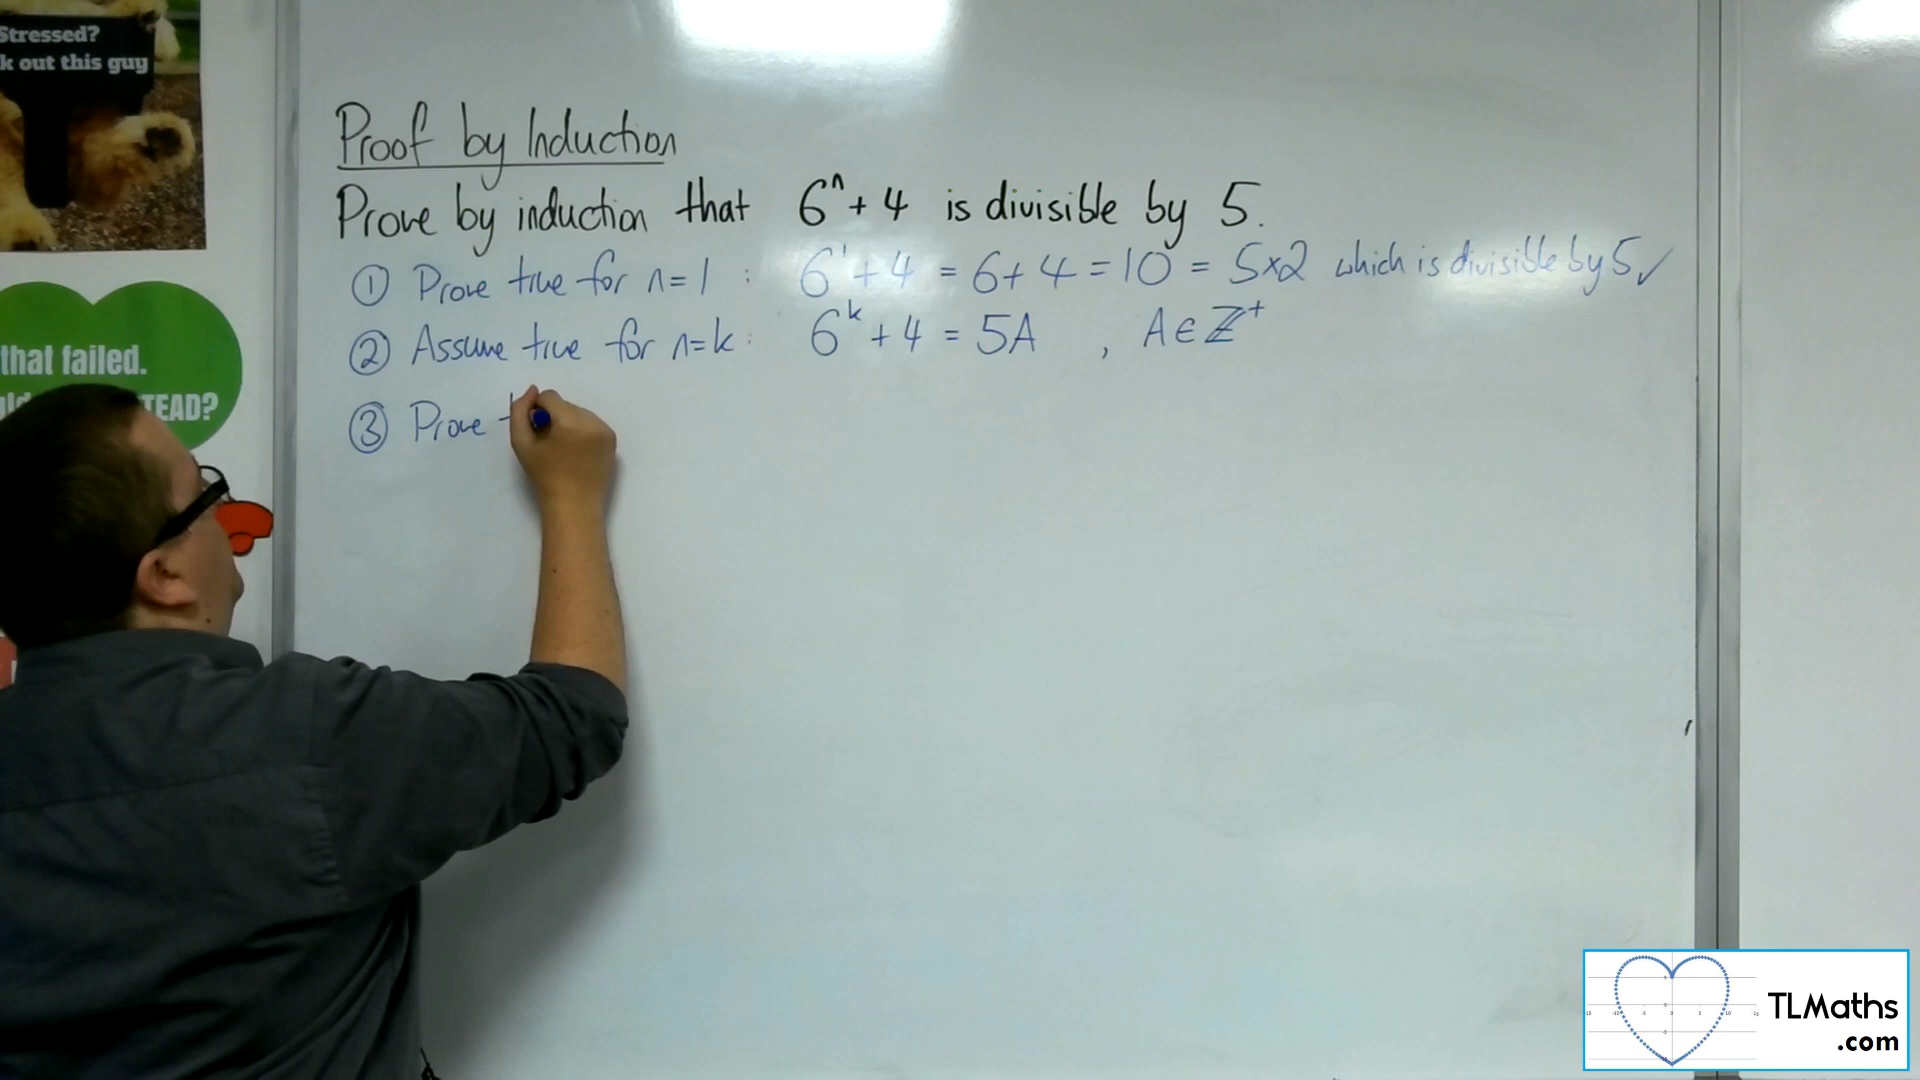 Stressed?
k out this guy
that failed.
TEAD?
Proof by Induction
Prove by induction that 6ⁿ + 4 is divisible by 5.
① Prove true for n=1 : 6¹ + 4 = 6 + 4 = 10 = 5×2 which is divisible by 5 ✓
② Assume true for n=k : 6ᵏ + 4 = 5A , A ∈ ℤ⁺
③ Prove t
TLMaths
.com